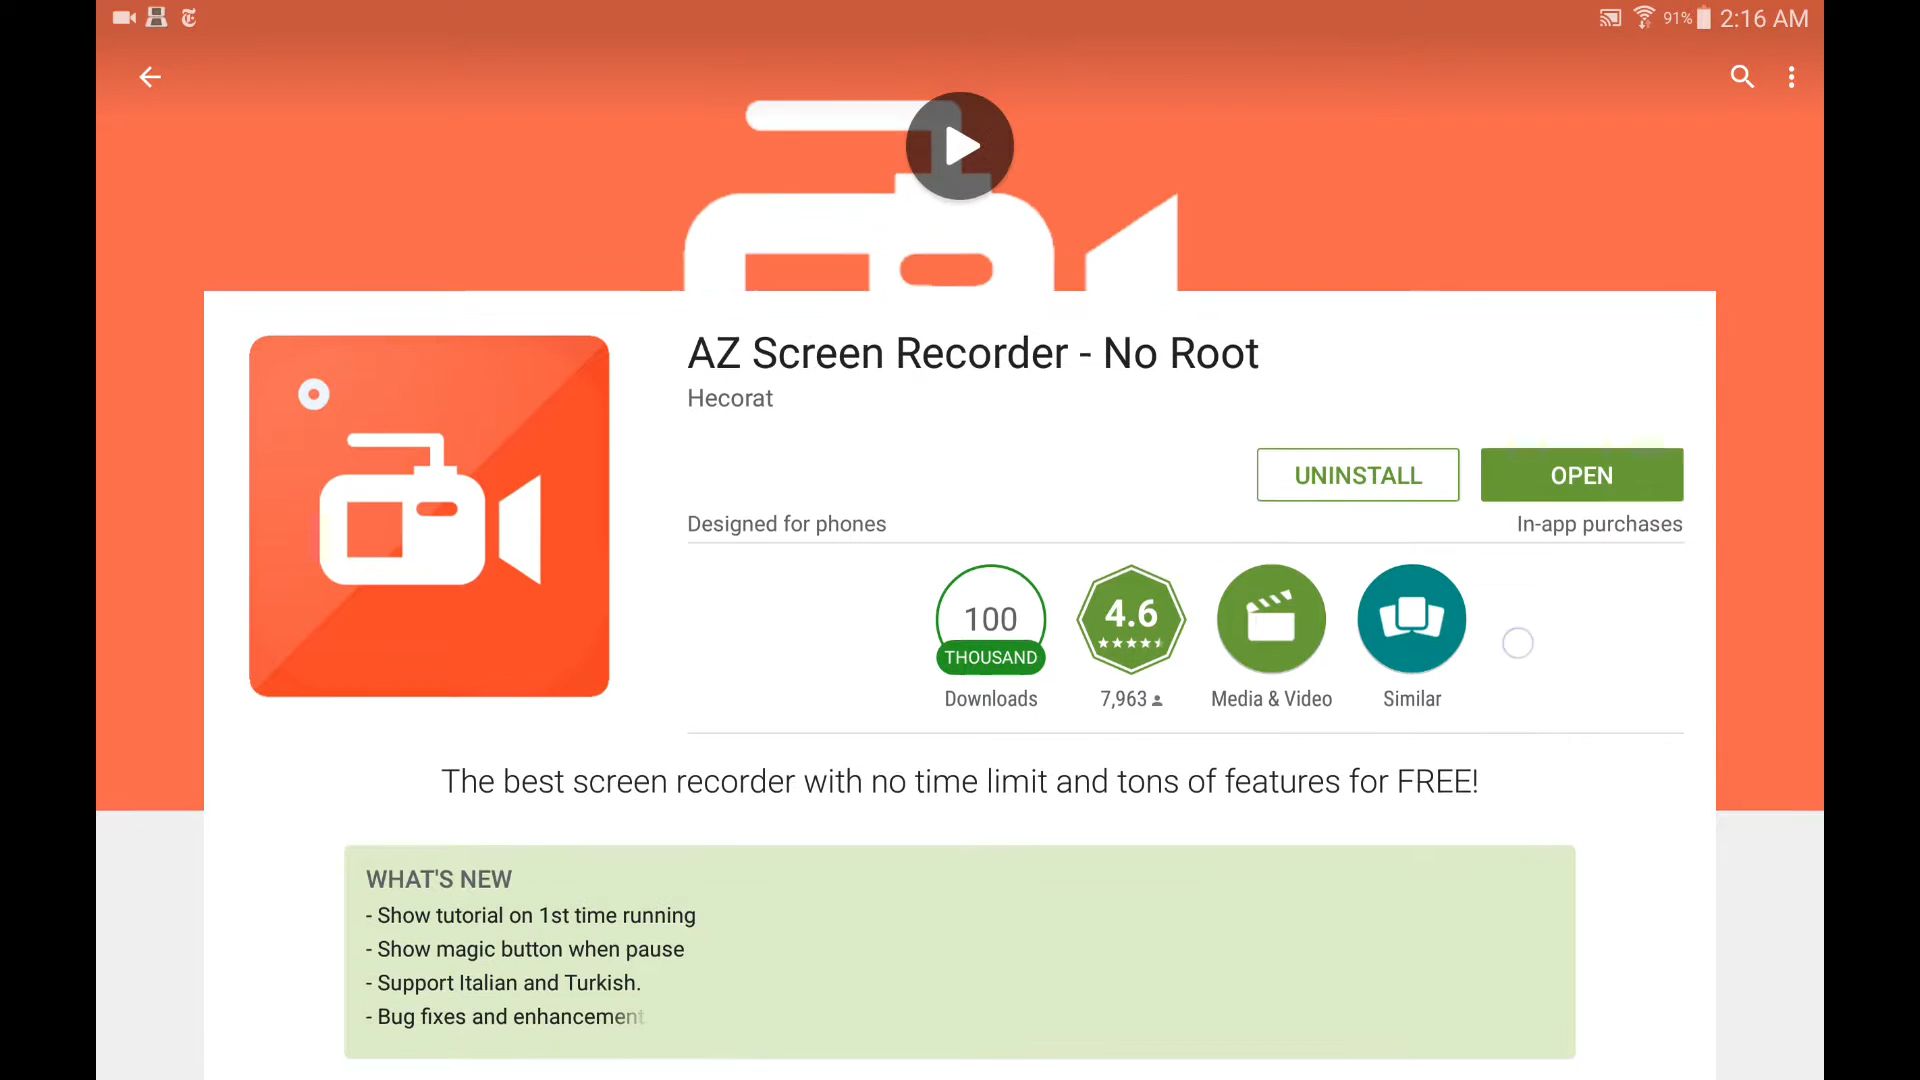 91% 2:16 AM
AZ Screen Recorder - No Root
Hecorat
UNINSTALL
OPEN
Designed for phones
In-app purchases
100
THOUSAND
Downloads
4.6
7,963
Media & Video
Similar
The best screen recorder with no time limit and tons of features for FREE!
WHAT'S NEW
- Show tutorial on 1st time running
- Show magic button when pause
- Support Italian and Turkish.
- Bug fixes and enhancement